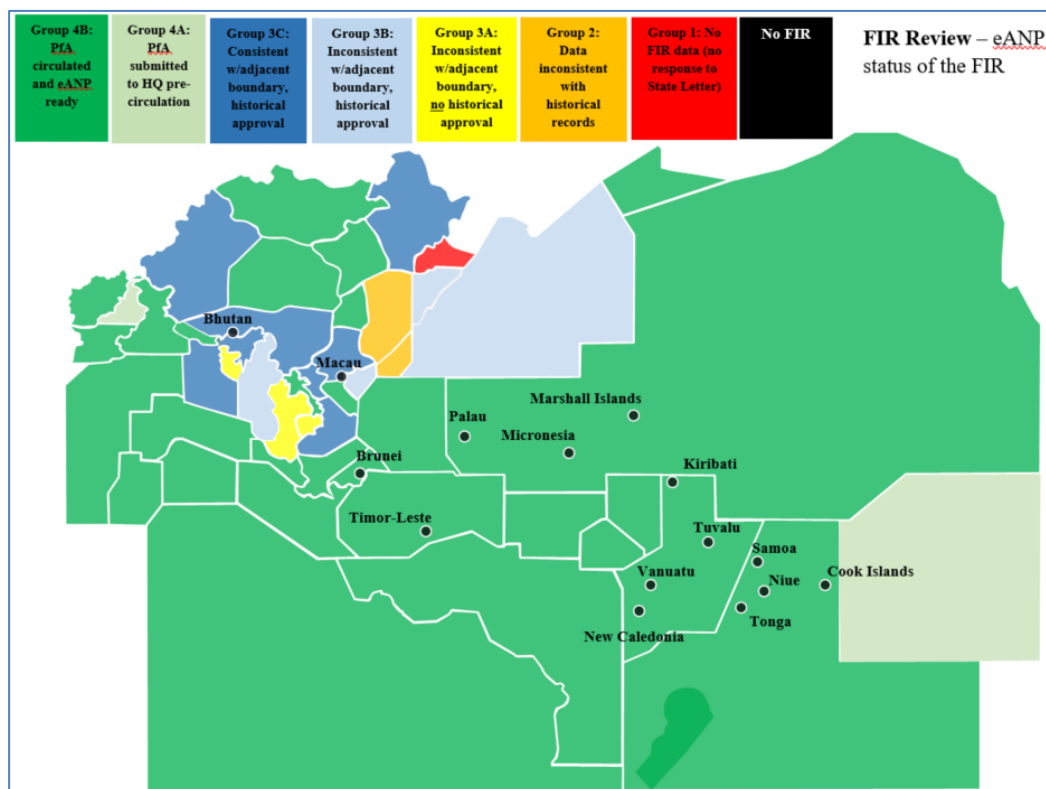 Group 4B:
PfA
circulated
and eANP
ready
Group 4A:
PfA
submitted
to HQ pre-
circulation
Group 3C:
Consistent
w/adjacent
boundary,
historical
approval
Group 3B:
Inconsistent
w/adjacent
boundary,
historical
approval
Group 3A:
Inconsistent
w/adjacent
boundary,
no historical
approval
Group 2:
Data
inconsistent
with
historical
records
Group 1: No
FIR data (no
response to
State Letter)
No FIR
FIR Review – eANP
status of the FIR
Bhutan
Macau
Marshall Islands
Palau
Micronesia
Brunei
Kiribati
Timor-Leste
Tuvalu
Samoa
Vanuatu
Niue
Cook Islands
New Caledonia
Tonga